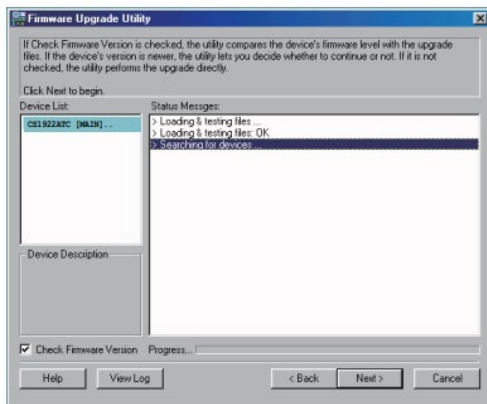 Firmware Upgrade Utility
If Check Firmware Version is checked, the utility compares the device's firmware level with the upgrade
files. If the device's version is newer, the utility lets you decide whether to continue or not. If it is not
checked, the utility performs the upgrade directly.
Click Next to begin.
Device List:
Status Messges:
CS1922ATC [MAIN]..
> Loading & testing files ...
> Loading & testing files: OK
> Searching for devices ...
Device Description
Check Firmware Version
Progress...
Help
View Log
< Back
Next >
Cancel